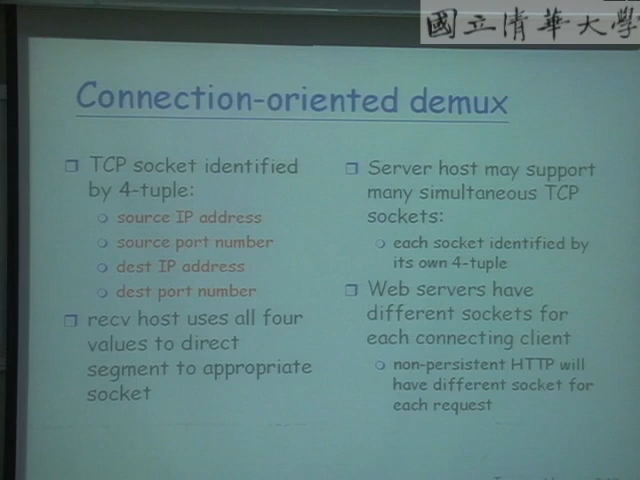 國立清華大學
Connection-oriented demux
TCP socket identified
by 4-tuple:
source IP address
source port number
dest IP address
dest port number
recv host uses all four
values to direct
segment to appropriate
socket
Server host may support
many simultaneous TCP
sockets:
each socket identified by
its own 4-tuple
Web servers have
different sockets for
each connecting client
non-persistent HTTP will
have different socket for
each request